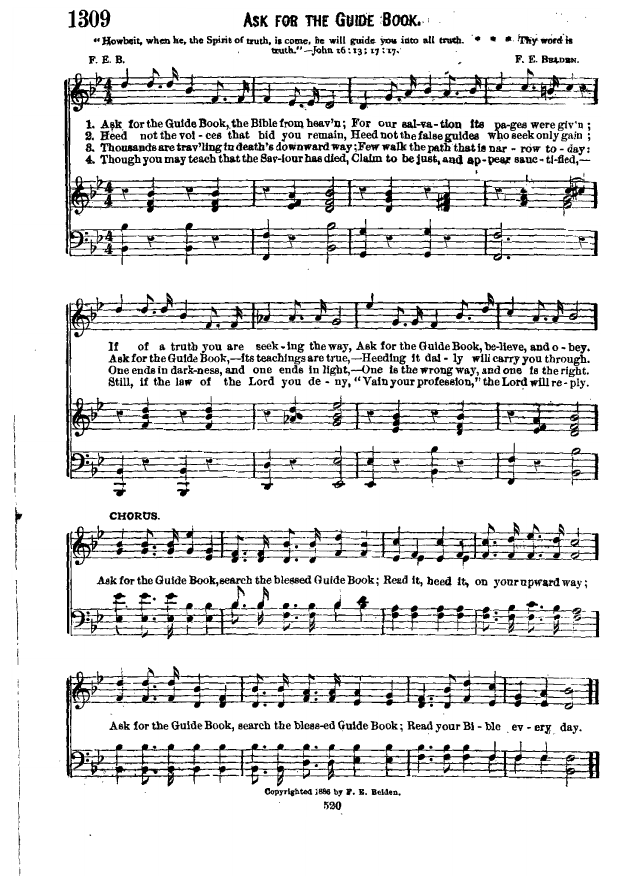 1309
ASK FOR THE GUIDE BOOK.
"Howbeit, when he, the Spirit of truth, is come, he will guide you into all truth. * * * Thy word is
truth."—John 16:13; 17:17.
F. E. B.
F. E. BELDEN.
1. Ask for the Guide Book, the Bible from heav'n; For our sal-va-tion its pa-ges were giv'n;
2. Heed not the voi-ces that bid you remain, Heed not the false guides who seek only gain;
3. Thousands are trav'ling in death's downward way; Few walk the path that is nar-row to-day:
4. Though you may teach that the Sav-iour has died, Claim to be just, and ap-pear sanc-ti-fied,—
If of a truth you are seek-ing the way, Ask for the Guide Book, be-lieve, and o-bey.
Ask for the Guide Book,—its teachings are true,—Heeding it dai-ly will carry you through.
One ends in dark-ness, and one ends in light,—One is the wrong way, and one is the right.
Still, if the law of the Lord you de-ny, "Vain your profession," the Lord will re-ply.
CHORUS.
Ask for the Guide Book, search the blessed Guide Book; Read it, heed it, on your upward way;
Ask for the Guide Book, search the bless-ed Guide Book; Read your Bi-ble ev-ery day.
Copyrighted 1886 by F. E. Belden.
520